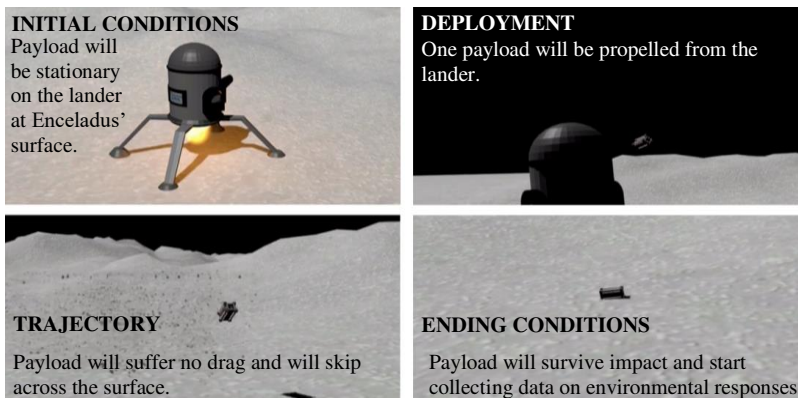 INITIAL CONDITIONS
Payload will
be stationary
on the lander
at Enceladus’
surface.
DEPLOYMENT
One payload will be propelled from the
lander.
TRAJECTORY
Payload will suffer no drag and will skip
across the surface.
ENDING CONDITIONS
Payload will survive impact and start
collecting data on environmental responses